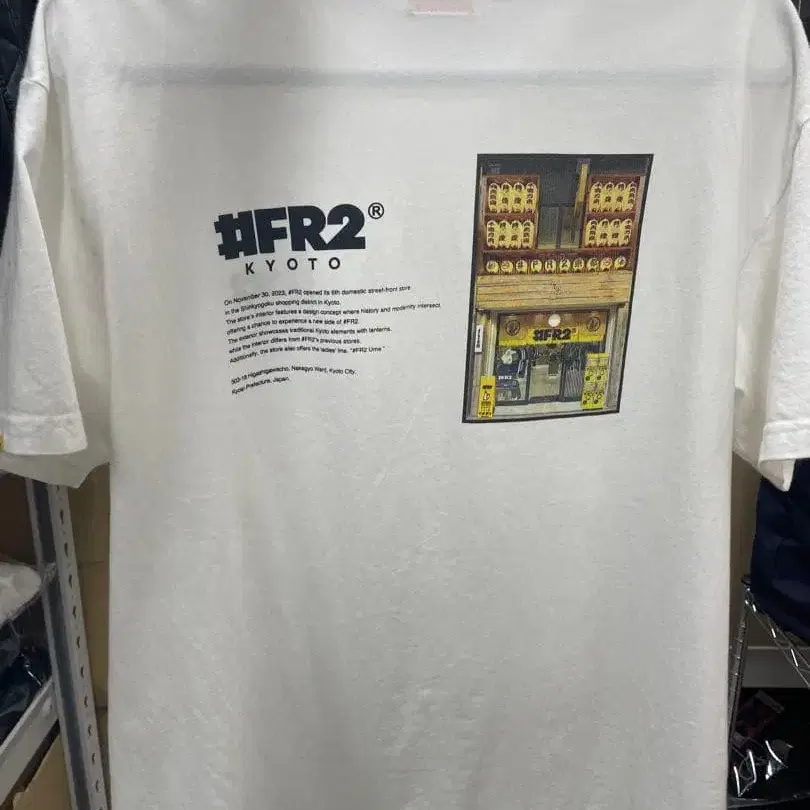 #FR2®
KYOTO
On November 30, 2023, #FR2 opened its 6th domestic street-front store
in the Shinkyogoku shopping district in Kyoto.
The store's interior features a design concept where history and modernity intersect,
offering a chance to experience a new side of #FR2.
The exterior showcases traditional Kyoto elements with lanterns,
while the interior differs from #FR2's previous stores.
Additionally, the store also offers the ladies' line, "#FR2 Ume."
Nakagyo Ward, Kyoto City,
Kyoto Prefecture, Japan.
#FR2
#FR2